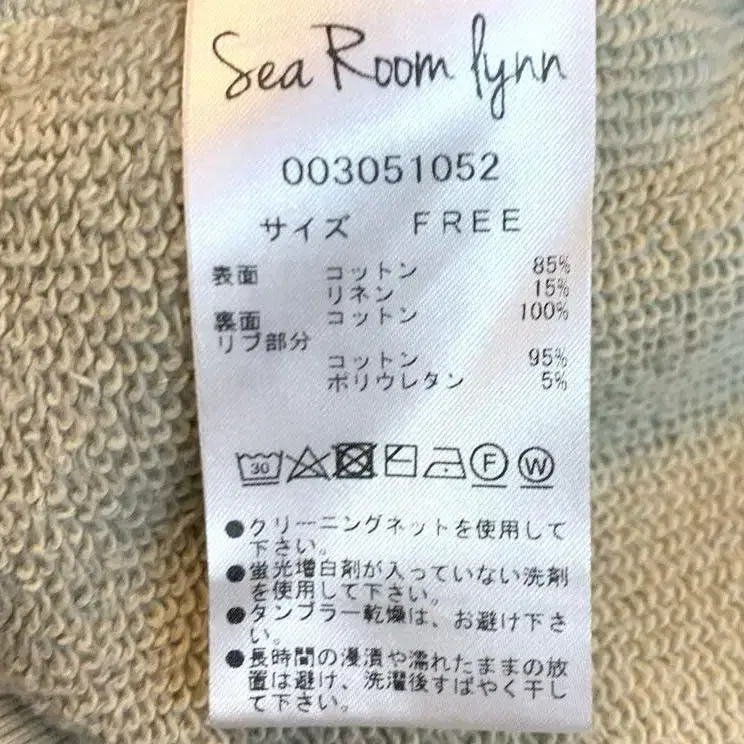 Sea Room lynn
003051052
サイズ FREE
表面 コットン 85%
リネン 15%
裏面 コットン 100%
リブ部分
コットン 95%
ポリウレタン 5%
30 F W
●クリーニングネットを使用して
下さい。
●蛍光増白剤が入っていない洗剤
を使用して下さい。
●タンブラー乾燥は、お避け下さ
い。
●長時間の浸漬や濡れたままの放
置は避け、洗濯後すばやく干し
て下さい。